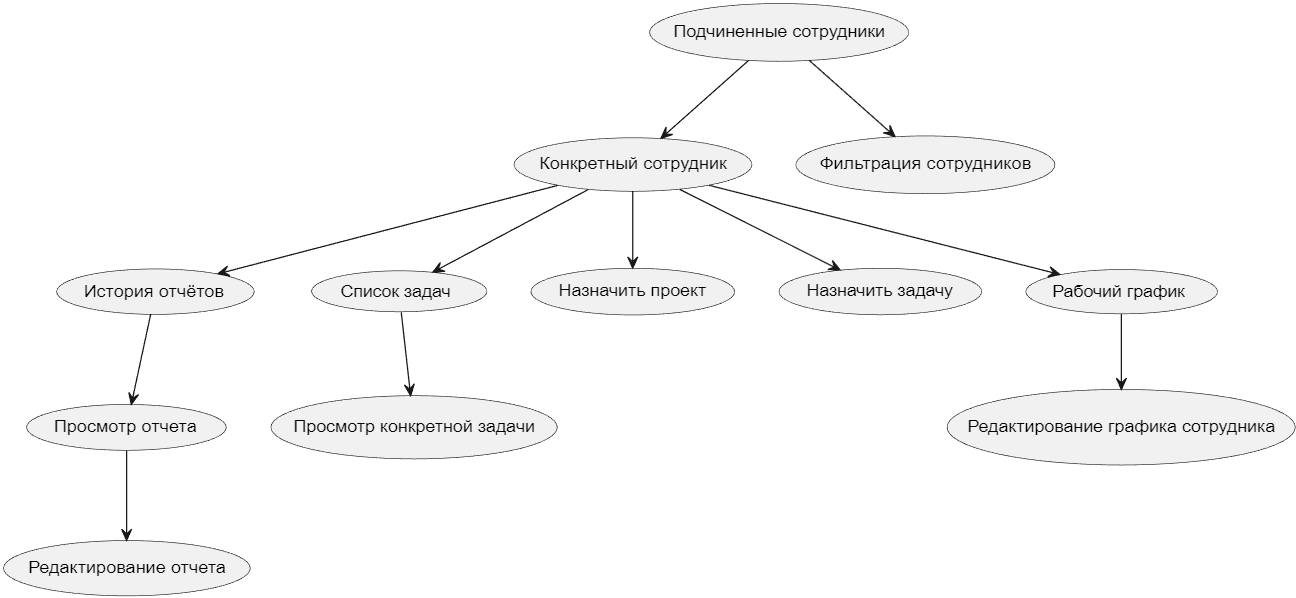 Подчиненные сотрудники
Конкретный сотрудник
Фильтрация сотрудников
История отчётов
Список задач
Назначить проект
Назначить задачу
Рабочий график
Просмотр отчета
Просмотр конкретной задачи
Редактирование графика сотрудника
Редактирование отчета